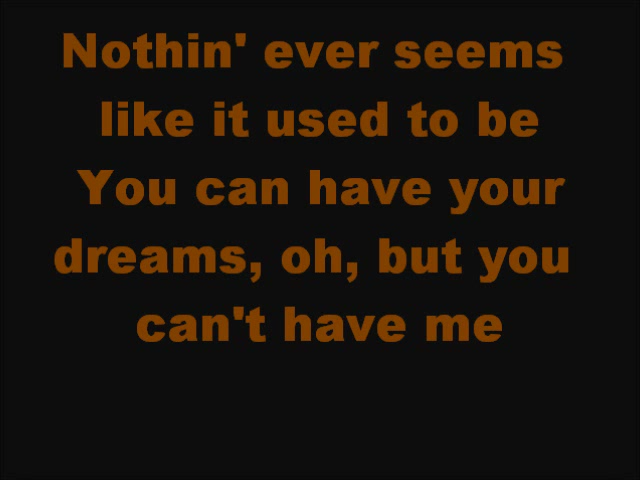 Nothin' ever seems
like it used to be
You can have your
dreams, oh, but you
can't have me